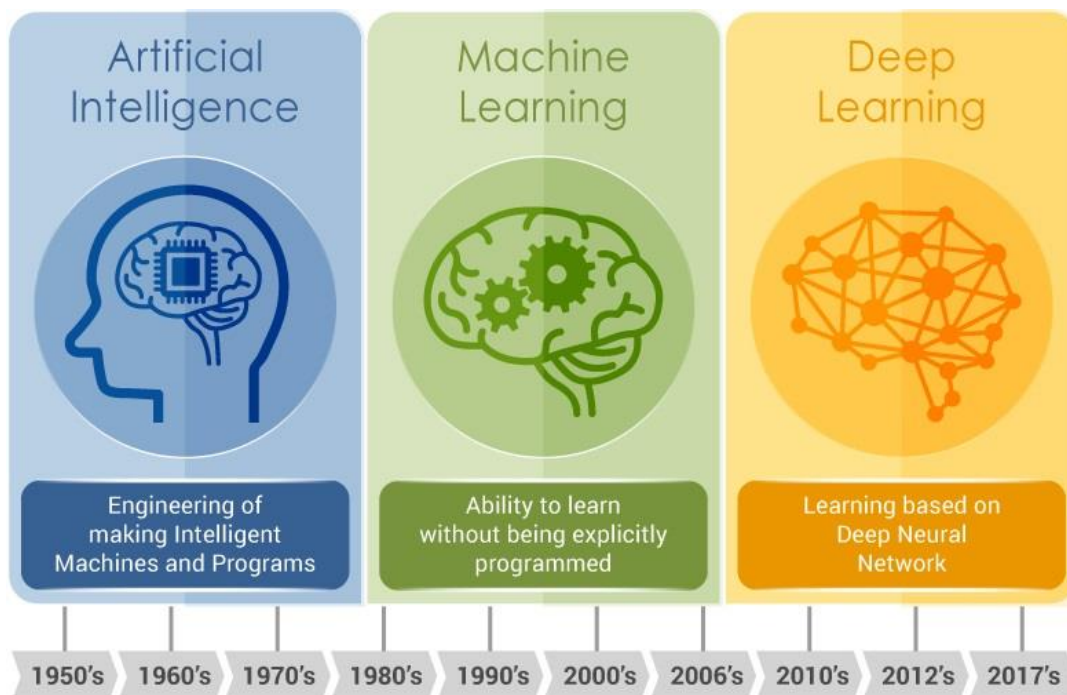 Artificial
Intelligence
Machine
Learning
Deep
Learning
Engineering of
making Intelligent
Machines and Programs
Ability to learn
without being explicitly
programmed
Learning based on
Deep Neural
Network
1950's
1960's
1970's
1980's
1990's
2000's
2006's
2010's
2012's
2017's